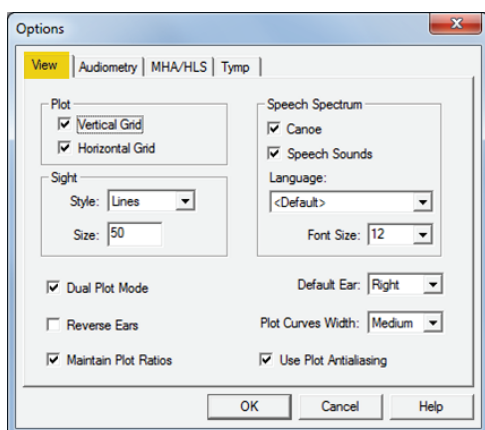 Options
View Audiometry MHA/HLS Tymp
Plot
Vertical Grid
Horizontal Grid
Sight
Style: Lines
Size: 50
Speech Spectrum
Canoe
Speech Sounds
Language:
<Default>
Font Size: 12
Dual Plot Mode
Default Ear: Right
Reverse Ears
Plot Curves Width: Medium
Maintain Plot Ratios
Use Plot Antialiasing
OK Cancel Help